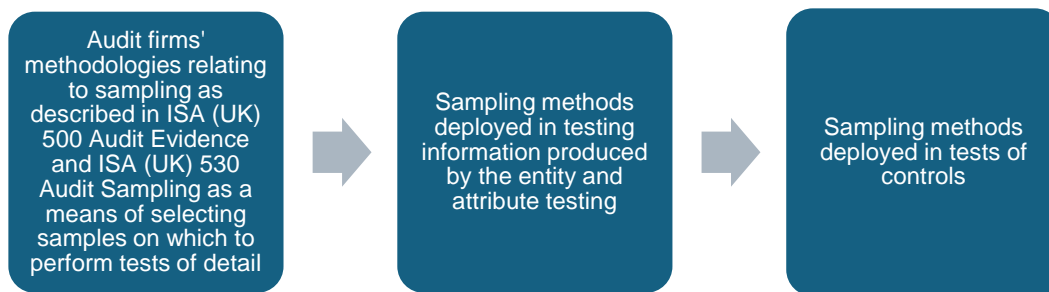 Audit firms'
methodologies relating
to sampling as
described in ISA (UK)
500 Audit Evidence
and ISA (UK) 530
Audit Sampling as a
means of selecting
samples on which to
perform tests of detail
Sampling methods
deployed in testing
information produced
by the entity and
attribute testing
Sampling methods
deployed in tests of
controls